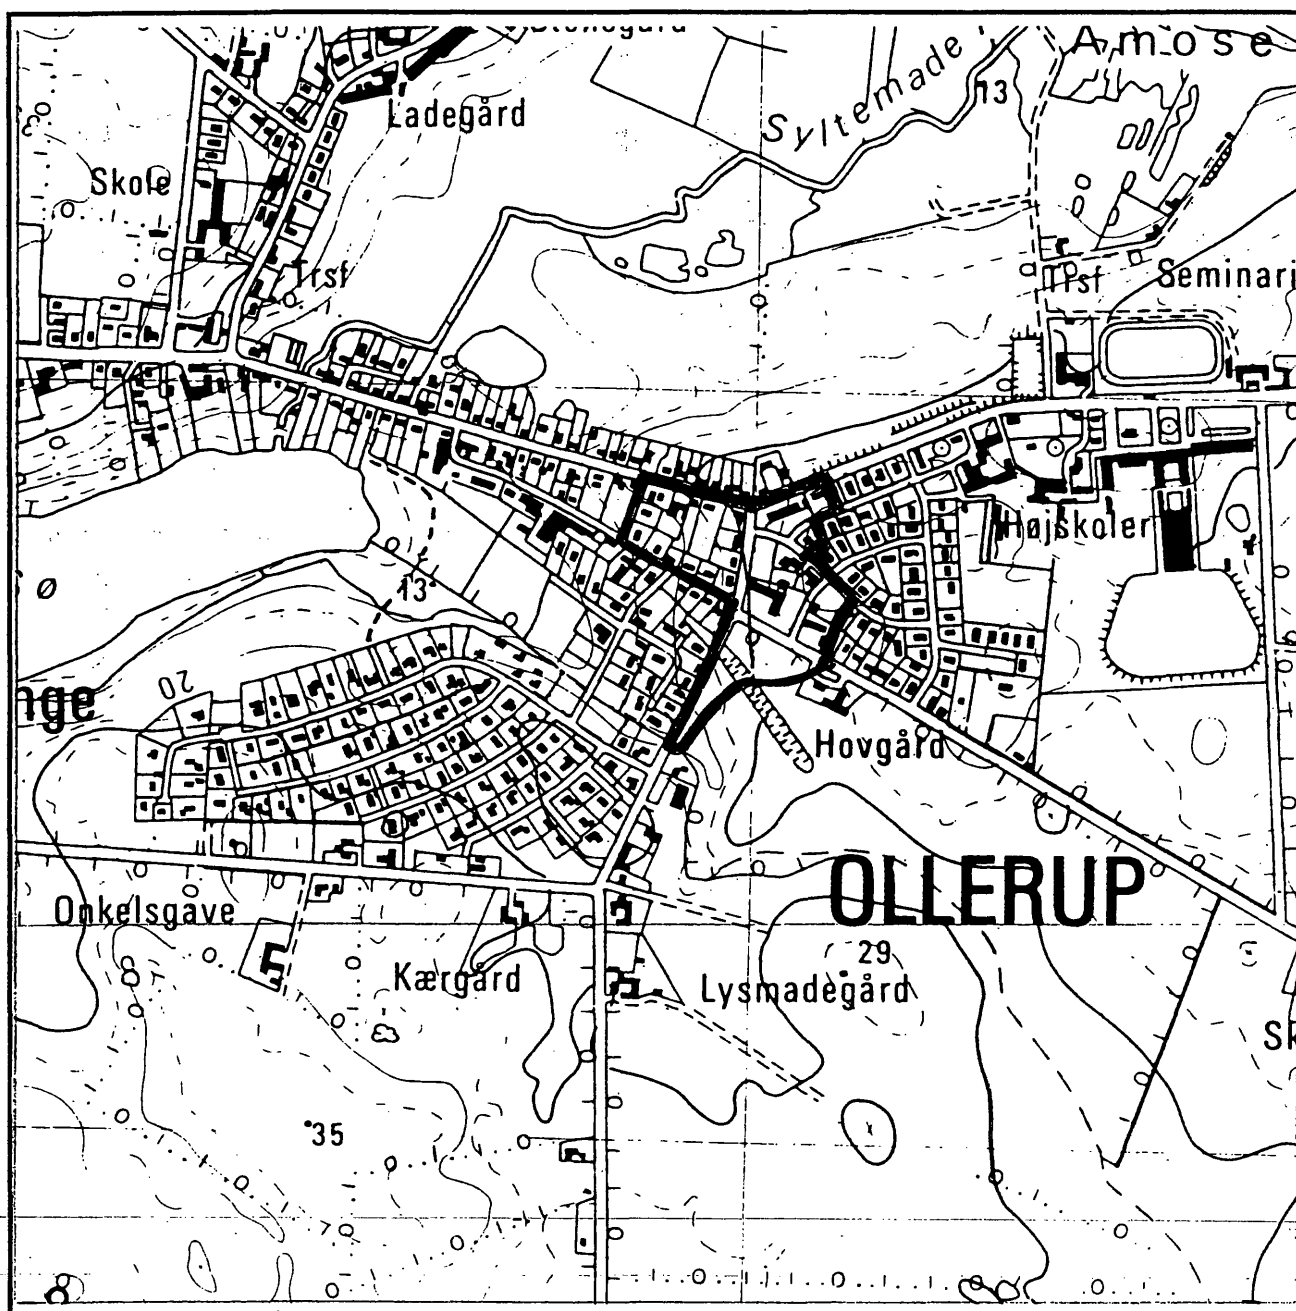 Amose
Ladegård
Syltemade
13
Skole
Trsf
Trsf
Seminari
Højskoler
13
Ø
20
nge
Hovgård
OLLERUP
Onkelsgave
29
Kærgård
Lysmadegård
Sk
35